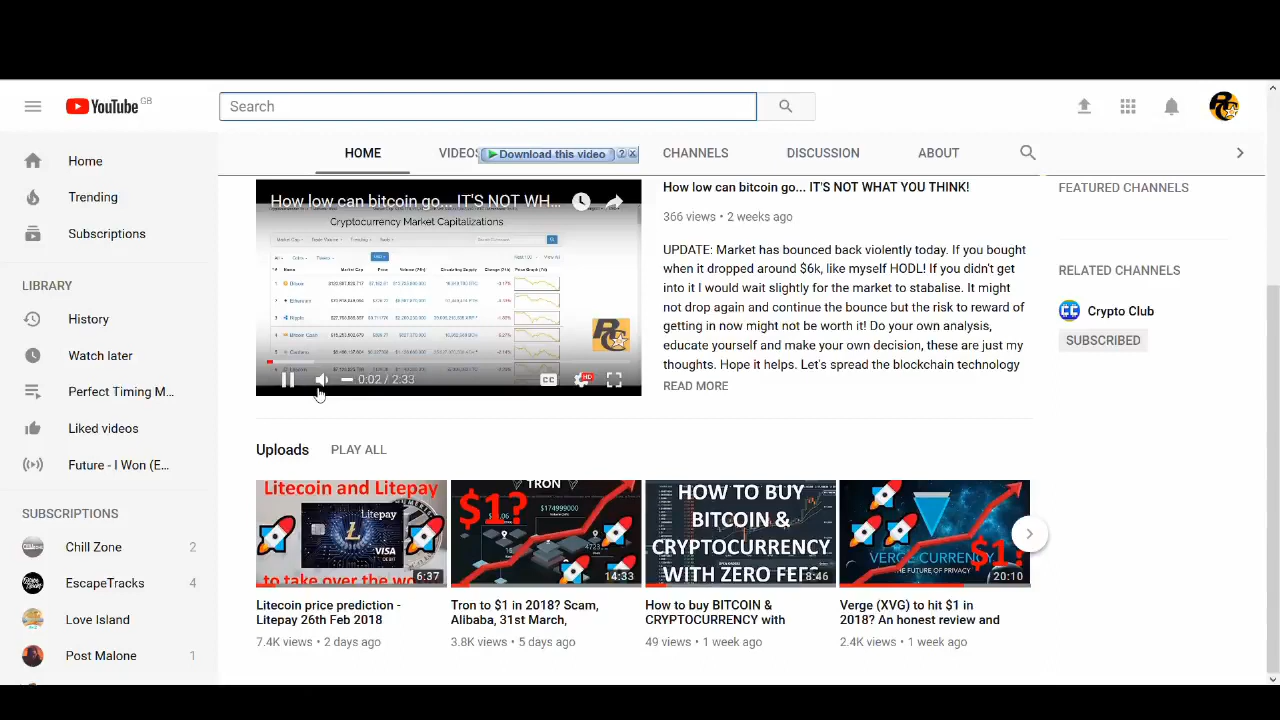 YouTube GB
Search
HOME
VIDEOS
Download this video
CHANNELS
DISCUSSION
ABOUT
Home
Trending
Subscriptions
LIBRARY
History
Watch later
Perfect Timing M...
Liked videos
Future - I Won (E...
SUBSCRIPTIONS
Chill Zone 2
EscapeTracks 4
Love Island
Post Malone 1
How low can bitcoin go... IT'S NOT WH...
Cryptocurrency Market Capitalizations
0:02 / 2:33
CC
HD
How low can bitcoin go... IT'S NOT WHAT YOU THINK!
366 views • 2 weeks ago
UPDATE: Market has bounced back violently today. If you bought
when it dropped around $6k, like myself HODL! If you didn't get
into it I would wait slightly for the market to stabalise. It might
not drop again and continue the bounce but the risk to reward of
getting in now might not be worth it! Do your own analysis,
educate yourself and make your own decision, these are just my
thoughts. Hope it helps. Let's spread the blockchain technology
READ MORE
FEATURED CHANNELS
RELATED CHANNELS
Crypto Club
SUBSCRIBED
Uploads PLAY ALL
Litecoin and Litepay
Litepay
VISA
to take over the wo
6:37
Litecoin price prediction -
Litepay 26th Feb 2018
7.4K views • 2 days ago
TRON
$1?
$174999000
14:33
Tron to $1 in 2018? Scam,
Alibaba, 31st March,
3.8K views • 5 days ago
HOW TO BUY
BITCOIN &
CRYPTOCURRENCY
WITH ZERO FEES
8:46
How to buy BITCOIN &
CRYPTOCURRENCY with
49 views • 1 week ago
VERGE CURRENCY
THE FUTURE OF PRIVACY
$1?
20:10
Verge (XVG) to hit $1 in
2018? An honest review and
2.4K views • 1 week ago